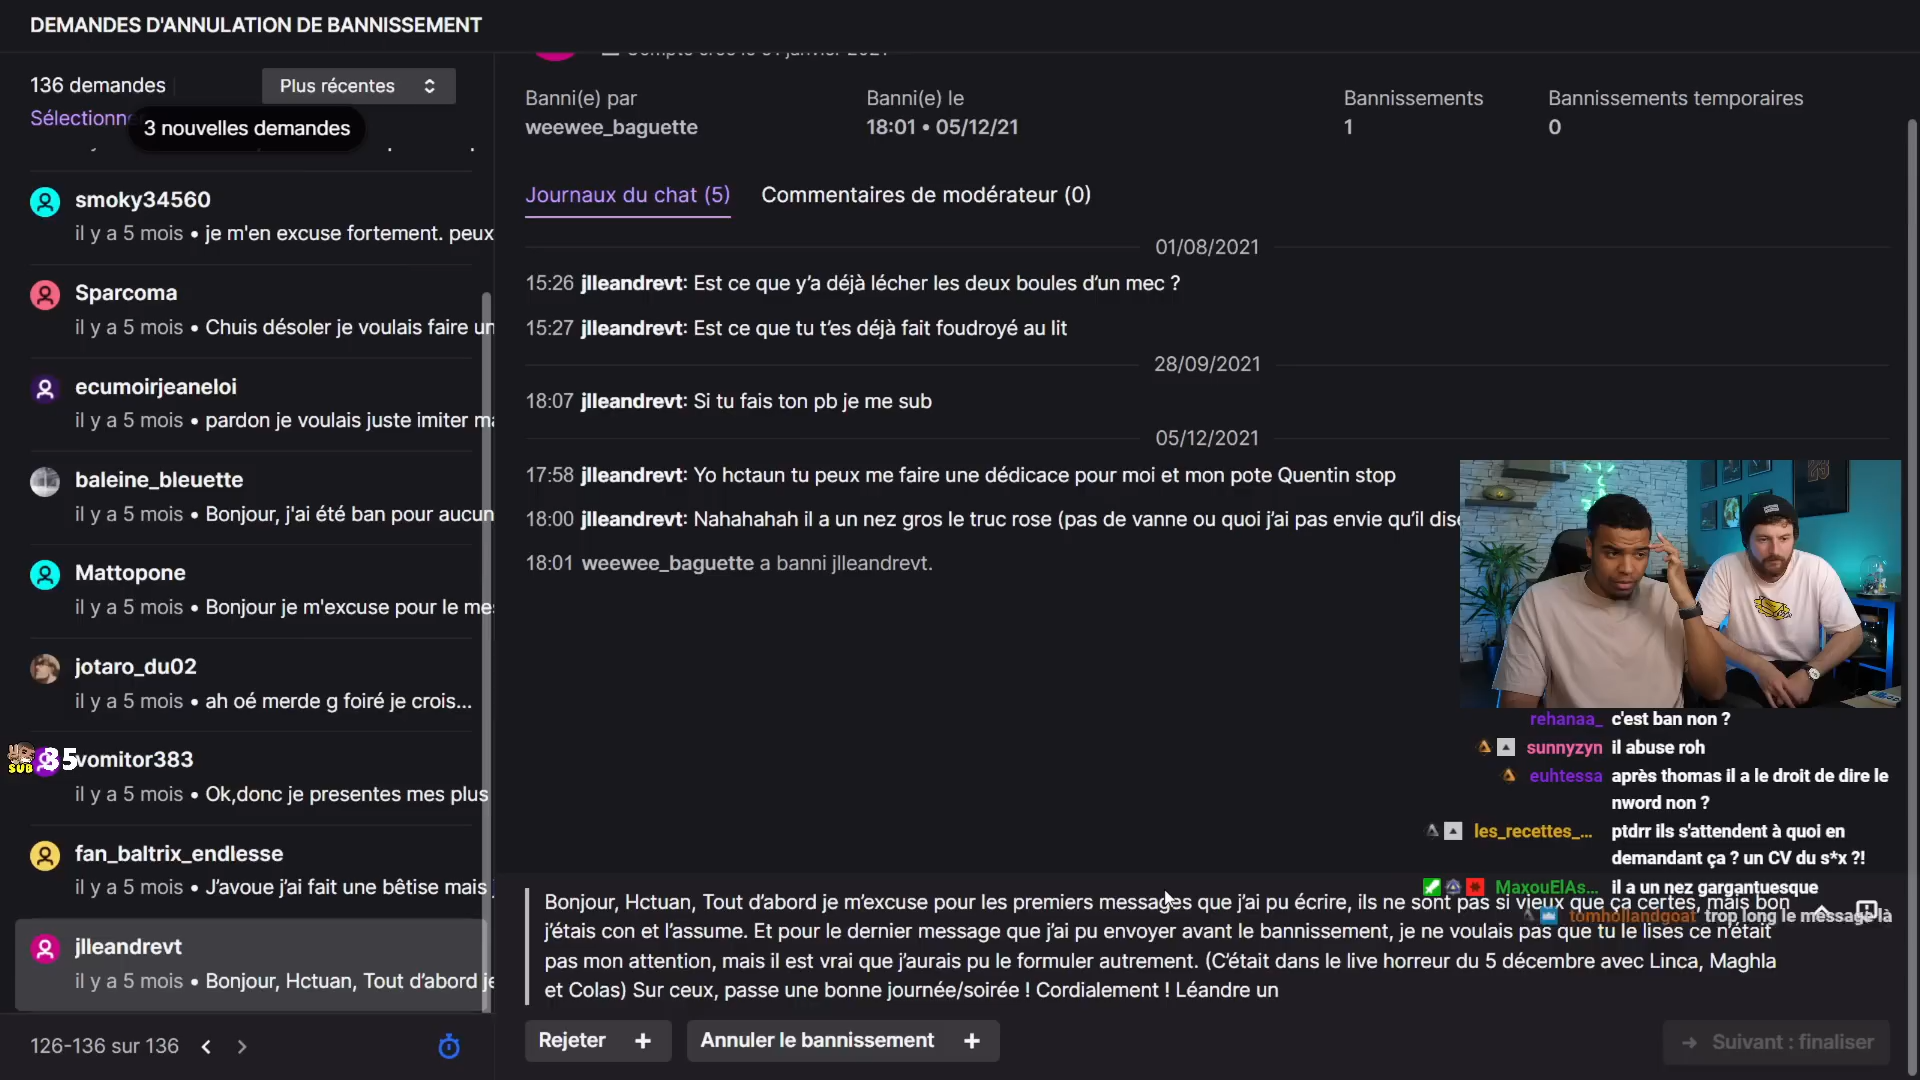 DEMANDES D'ANNULATION DE BANNISSEMENT
136 demandes
Plus récentes
3 nouvelles demandes
smoky34560
il y a 5 mois • je m'en excuse fortement. peux
Sparcoma
il y a 5 mois • Chuis désoler je voulais faire un
ecumoirjeaneloi
il y a 5 mois • pardon je voulais juste imiter
baleine_bleuette
il y a 5 mois • Bonjour, j'ai été ban pour aucun
Mattopone
il y a 5 mois • Bonjour je m'excuse pour le
jotaro_du02
il y a 5 mois • ah oé merde g foiré je crois...
SUB 35
vomitor383
il y a 5 mois • Ok,donc je presentes mes plus
fan_baltrix_endlesse
il y a 5 mois • J'avoue j'ai fait une bêtise mais
jlleandrevt
il y a 5 mois • Bonjour, Hctuan, Tout d'abord
126-136 sur 136
Banni(e) par
weewee_baguette
Banni(e) le
18:01 • 05/12/21
Bannissements
1
Bannissements temporaires
0
Journaux du chat (5)
Commentaires de modérateur (0)
01/08/2021
15:26 jlleandrevt: Est ce que y'a déjà lécher les deux boules d'un mec ?
15:27 jlleandrevt: Est ce que tu t'es déjà fait foudroyé au lit
28/09/2021
18:07 jlleandrevt: Si tu fais ton pb je me sub
05/12/2021
17:58 jlleandrevt: Yo hctaun tu peux me faire une dédicace pour moi et mon pote Quentin stop
18:00 jlleandrevt: Nahahahah il a un nez gros le truc rose (pas de vanne ou quoi j'ai pas envie qu'il
18:01 weewee_baguette a banni jlleandrevt.
rehanaa_ c'est ban non ?
sunnyzyn il abuse roh
euhtessa après thomas il a le droit de dire le
nword non ?
les_recettes_... ptdrr ils s'attendent à quoi en
demandant ça ? un CV du s*x ?!
MaxouElAs... il a un nez gargantuesque
tomhollandgoat trop long le message là
Bonjour, Hctuan, Tout d'abord je m'excuse pour les premiers messages que j'ai pu écrire, ils ne sont pas si vieux que ça certes, mais bon
j'étais con et l'assume. Et pour le dernier message que j'ai pu envoyer avant le bannissement, je ne voulais pas que tu le lises ce n'était
pas mon attention, mais il est vrai que j'aurais pu le formuler autrement. (C'était dans le live horreur du 5 décembre avec Linca, Maghla
et Colas) Sur ceux, passe une bonne journée/soirée ! Cordialement ! Léandre un
Rejeter +
Annuler le bannissement +
Suivant : finaliser